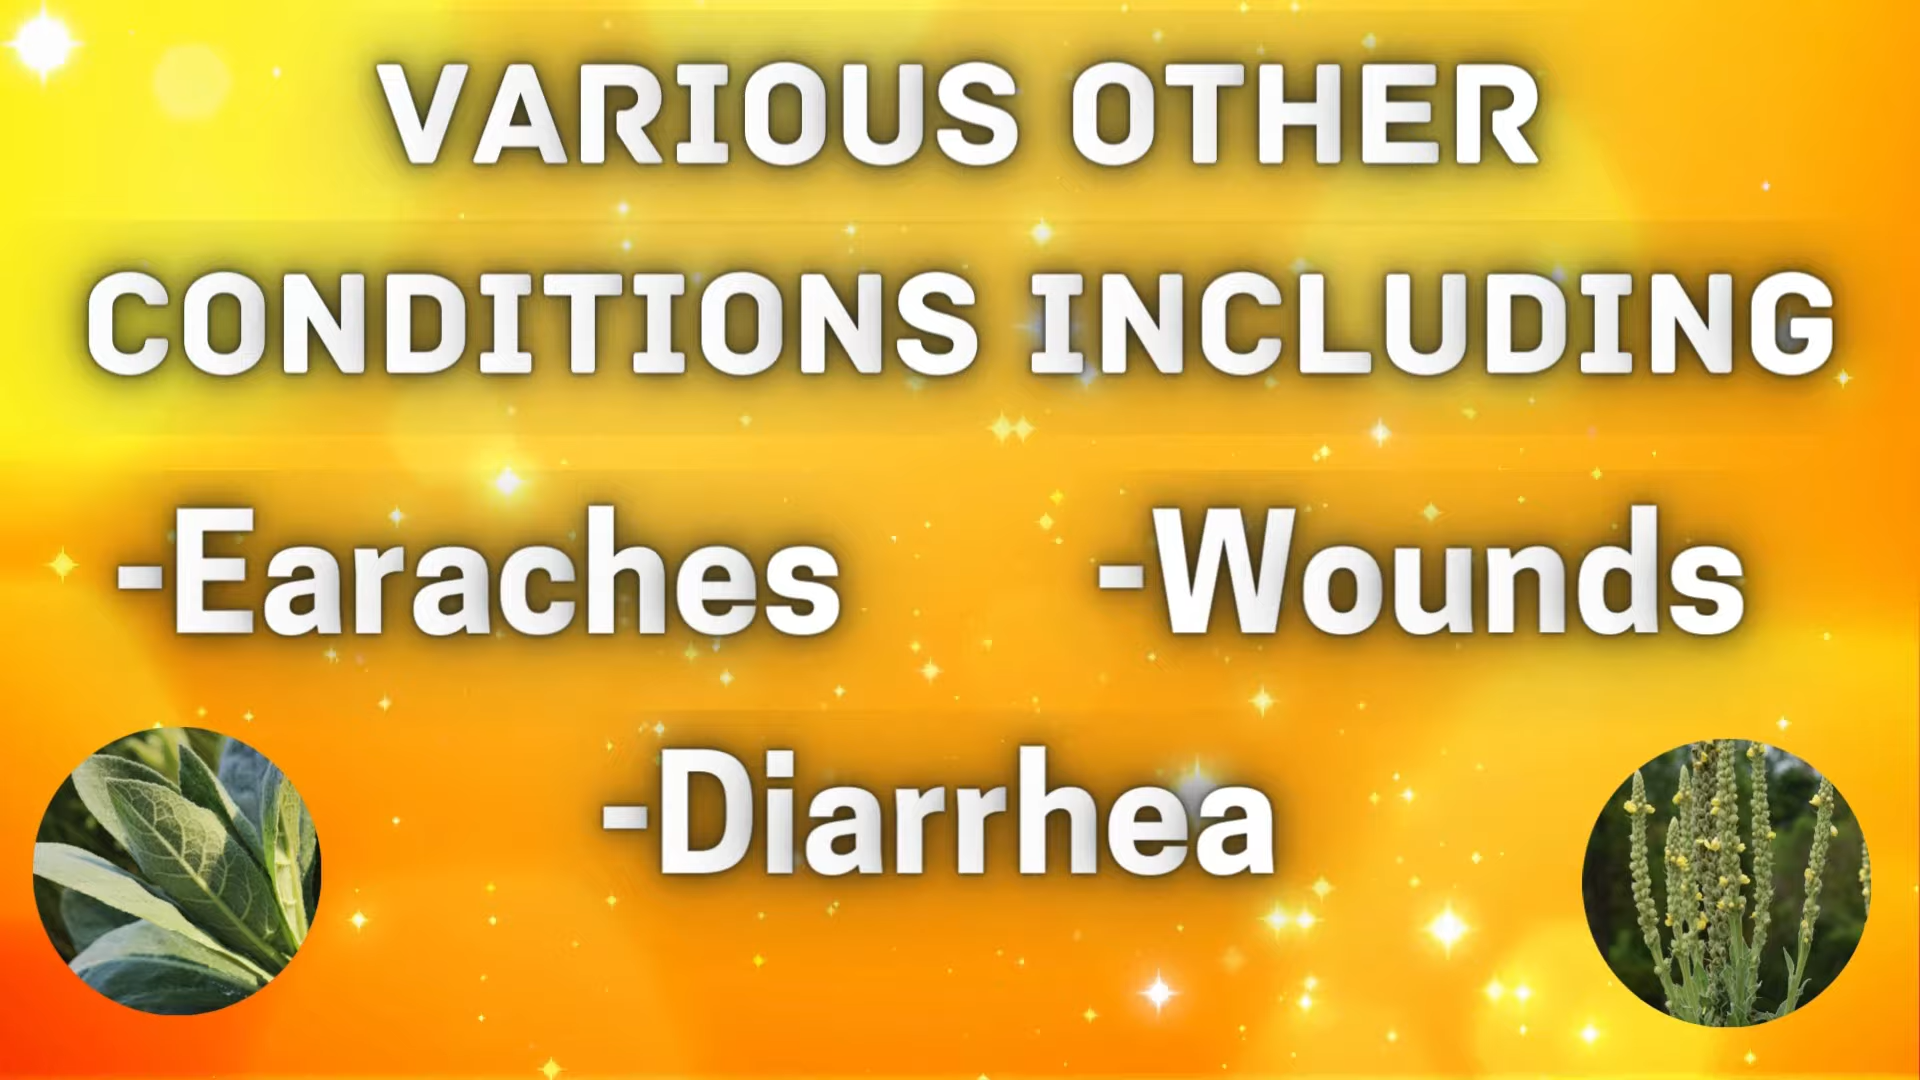 VARIOUS OTHER
CONDITIONS INCLUDING
-Earaches -Wounds
-Diarrhea